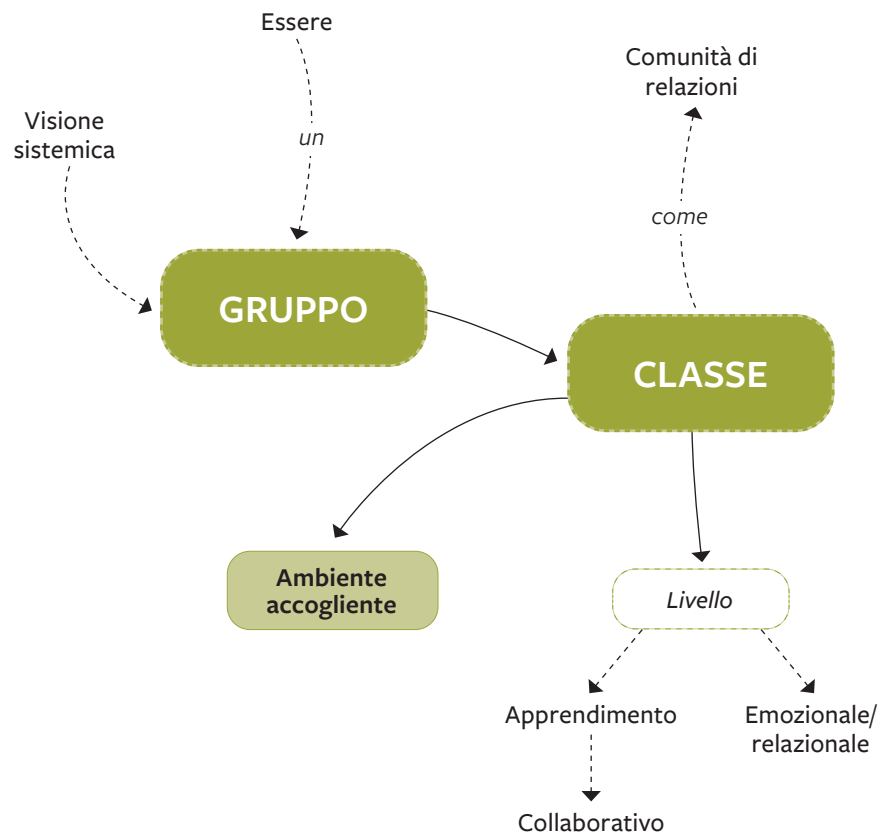 Essere
Comunità di
relazioni
Visione
sistemica
un
come
GRUPPO
CLASSE
Ambiente
accogliente
Livello
Apprendimento
Emozionale/
relazionale
Collaborativo